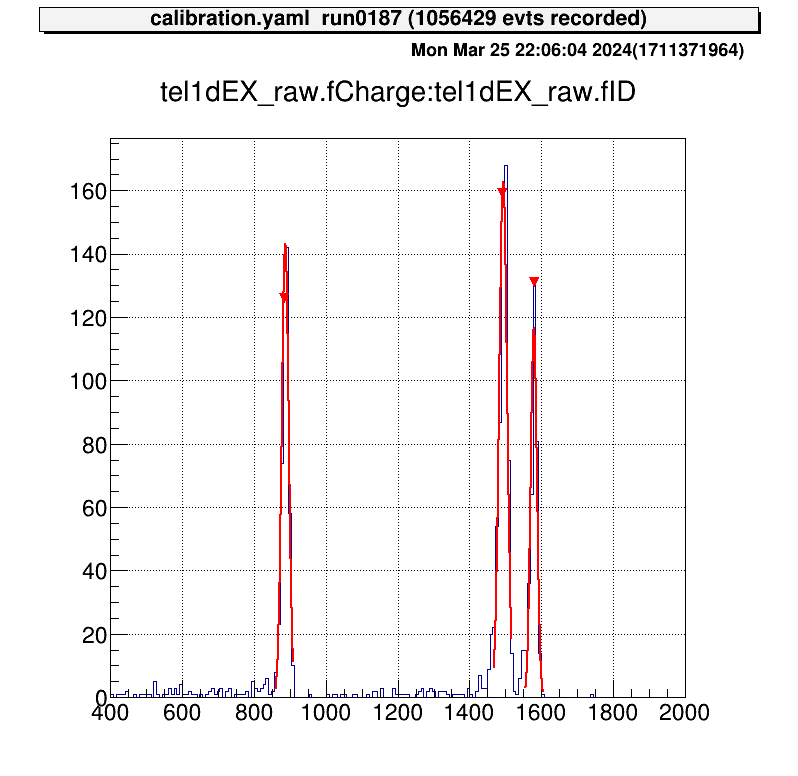 calibration.yaml run0187 (1056429 evts recorded)
Mon Mar 25 22:06:04 2024(1711371964)
tel1dEX_raw.fCharge:tel1dEX_raw.fID
160
140
120
100
80
60
40
20
0
400 600 800 1000 1200 1400 1600 1800 2000